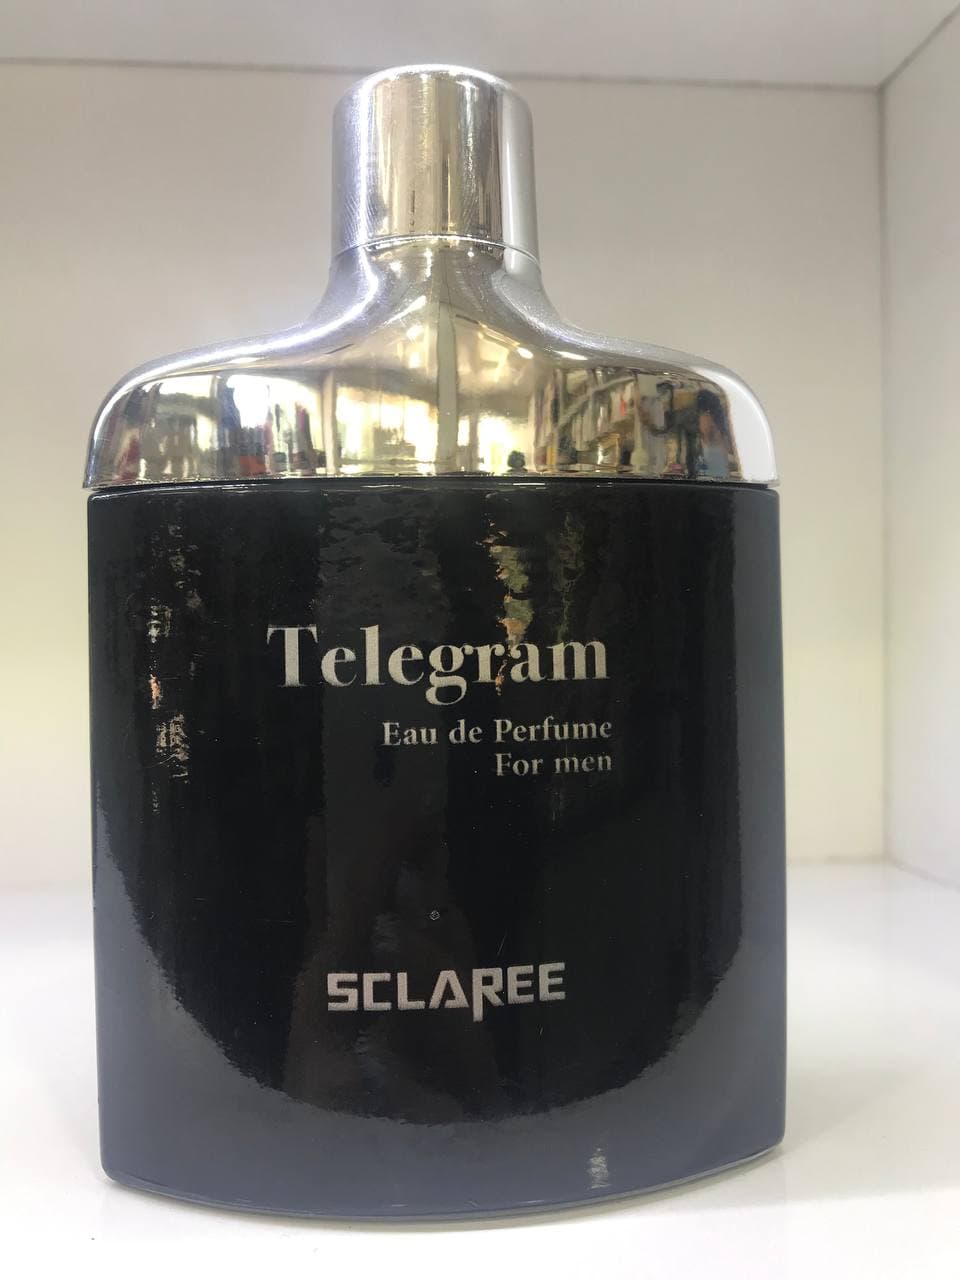 Telegram
Eau de Perfume
For men
SCLAREE